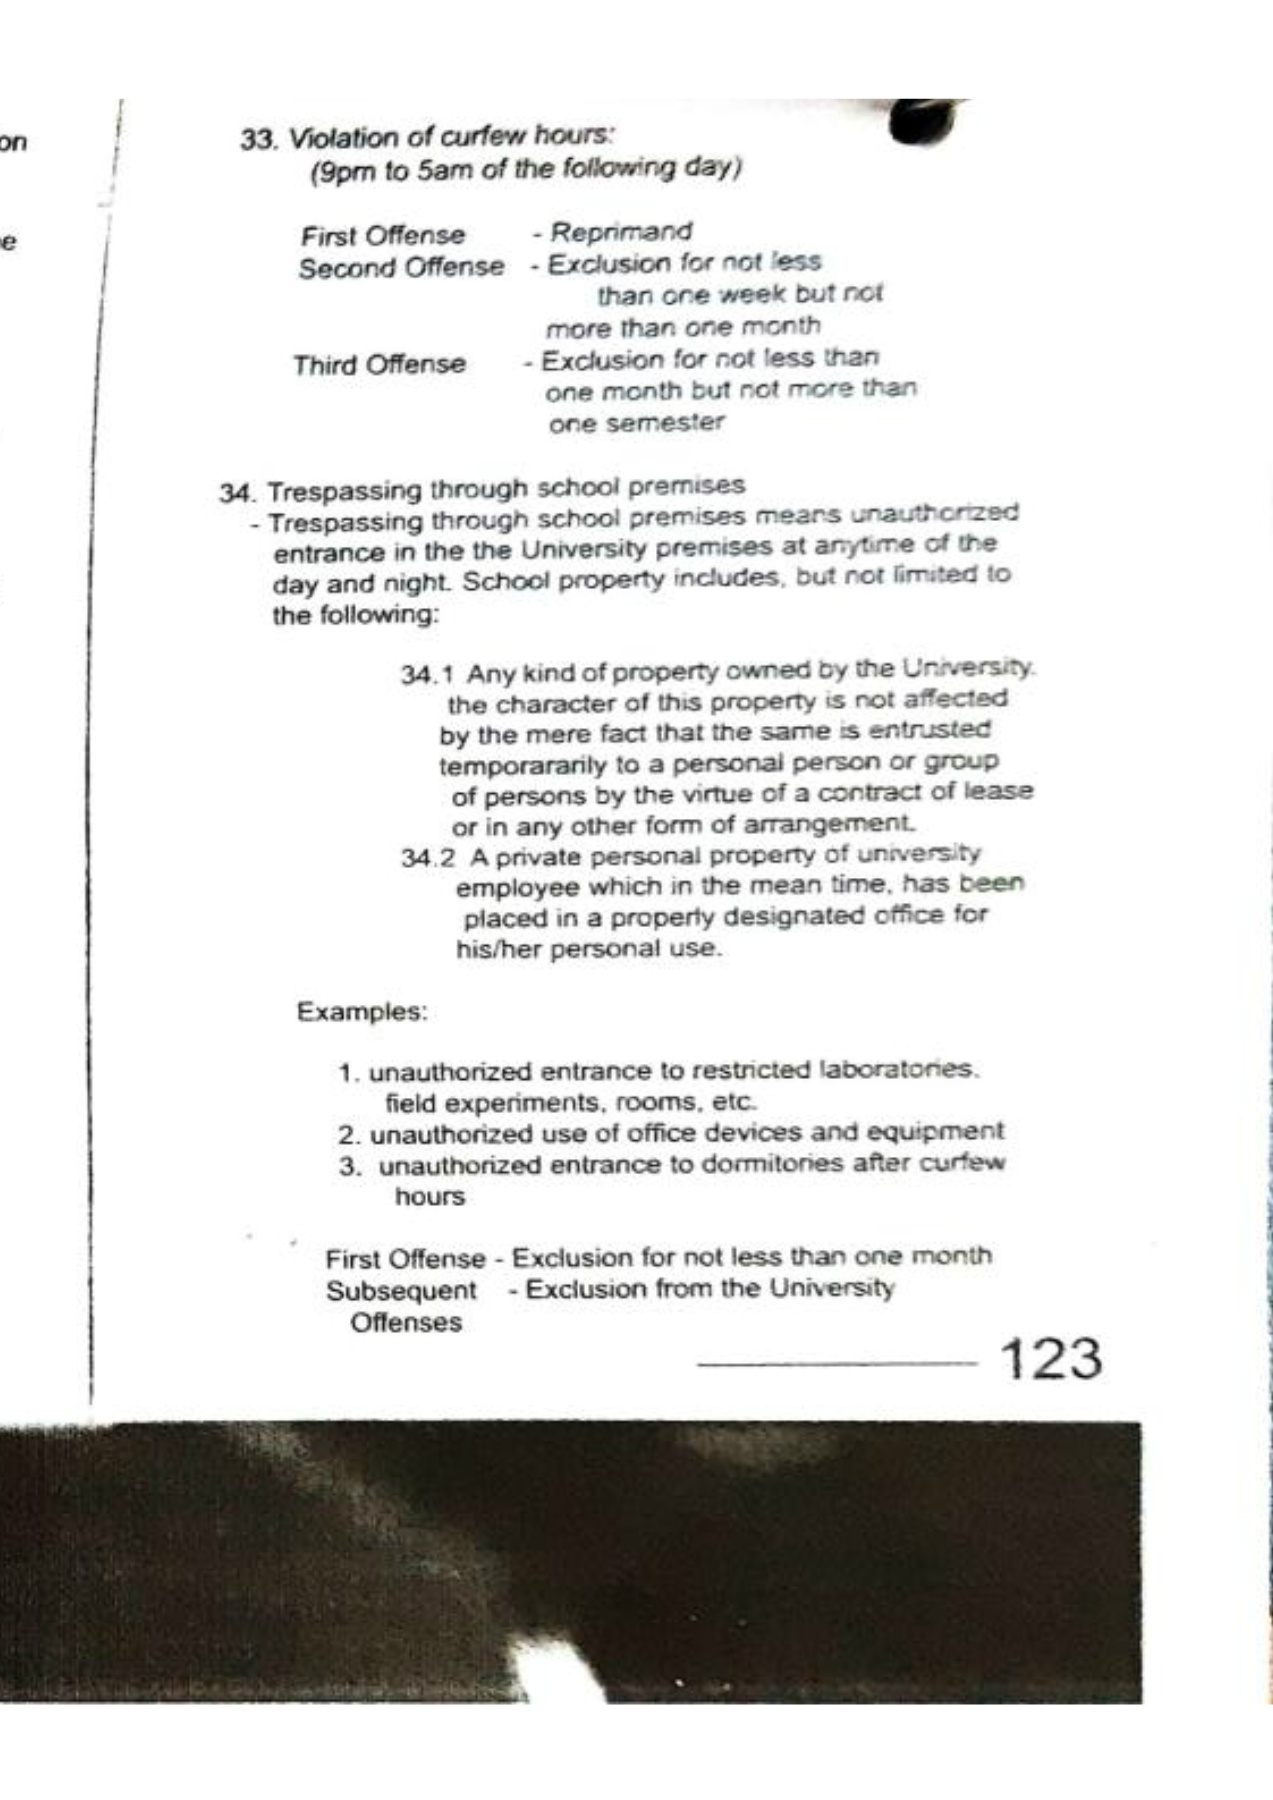 on
e
33. Violation of curfew hours:
(9pm to 5am of the following day)
First Offense - Reprimand
Second Offense - Exclusion for not less
than one week but not
more than one month
Third Offense - Exclusion for not less than
one month but not more than
one semester
34. Trespassing through school premises
- Trespassing through school premises means unauthorized
entrance in the the University premises at anytime of the
day and night. School property includes, but not limited to
the following:
34.1 Any kind of property owned by the University.
the character of this property is not affected
by the mere fact that the same is entrusted
temporararily to a personal person or group
of persons by the virtue of a contract of lease
or in any other form of arrangement.
34.2 A private personal property of university
employee which in the mean time, has been
placed in a properly designated office for
his/her personal use.
Examples:
1. unauthorized entrance to restricted laboratories.
field experiments, rooms, etc.
2. unauthorized use of office devices and equipment
3. unauthorized entrance to dormitories after curfew
hours
First Offense - Exclusion for not less than one month
Subsequent - Exclusion from the University
Offenses
123